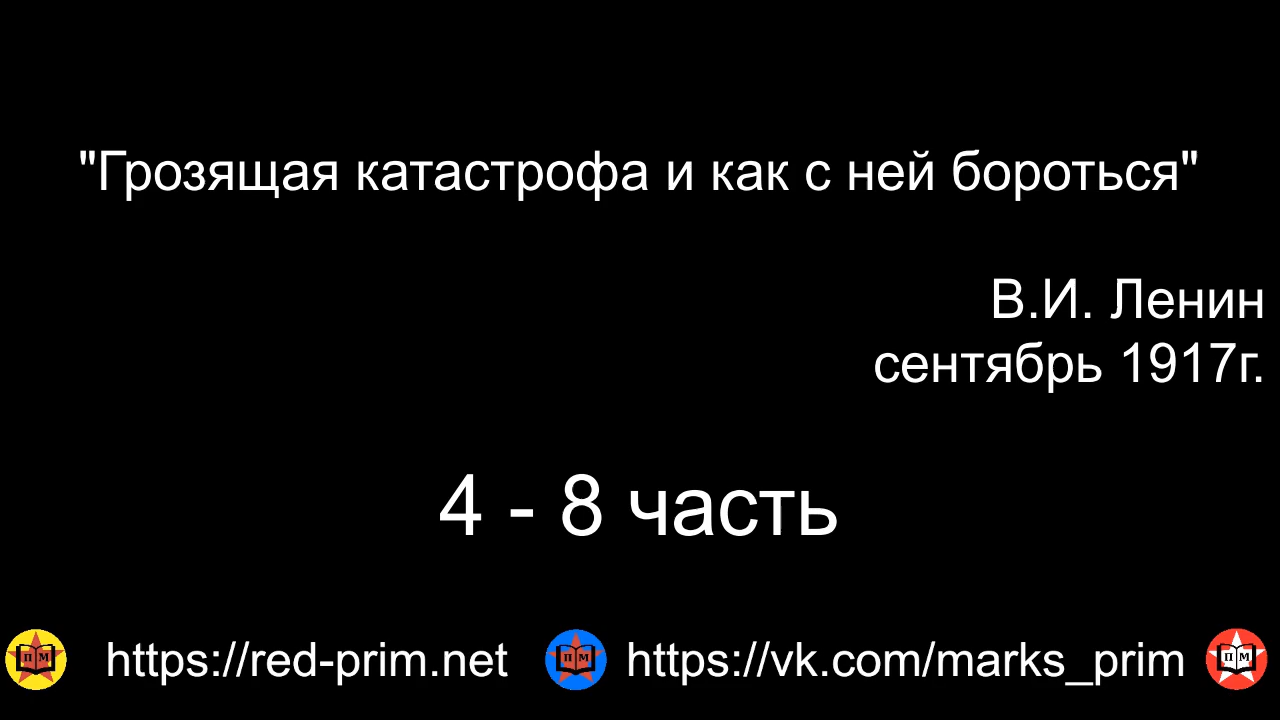 "Грозящая катастрофа и как с ней бороться"
В.И. Ленин
сентябрь 1917г.
4 - 8 часть
П М https://red-prim.net П М https://vk.com/marks_prim П М